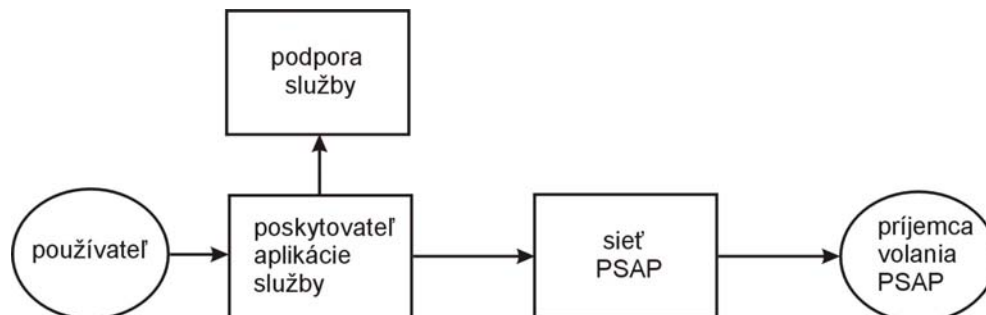 podpora
služby
používateľ
poskytovateľ
aplikácie
služby
sieť
PSAP
príjemca
volania
PSAP